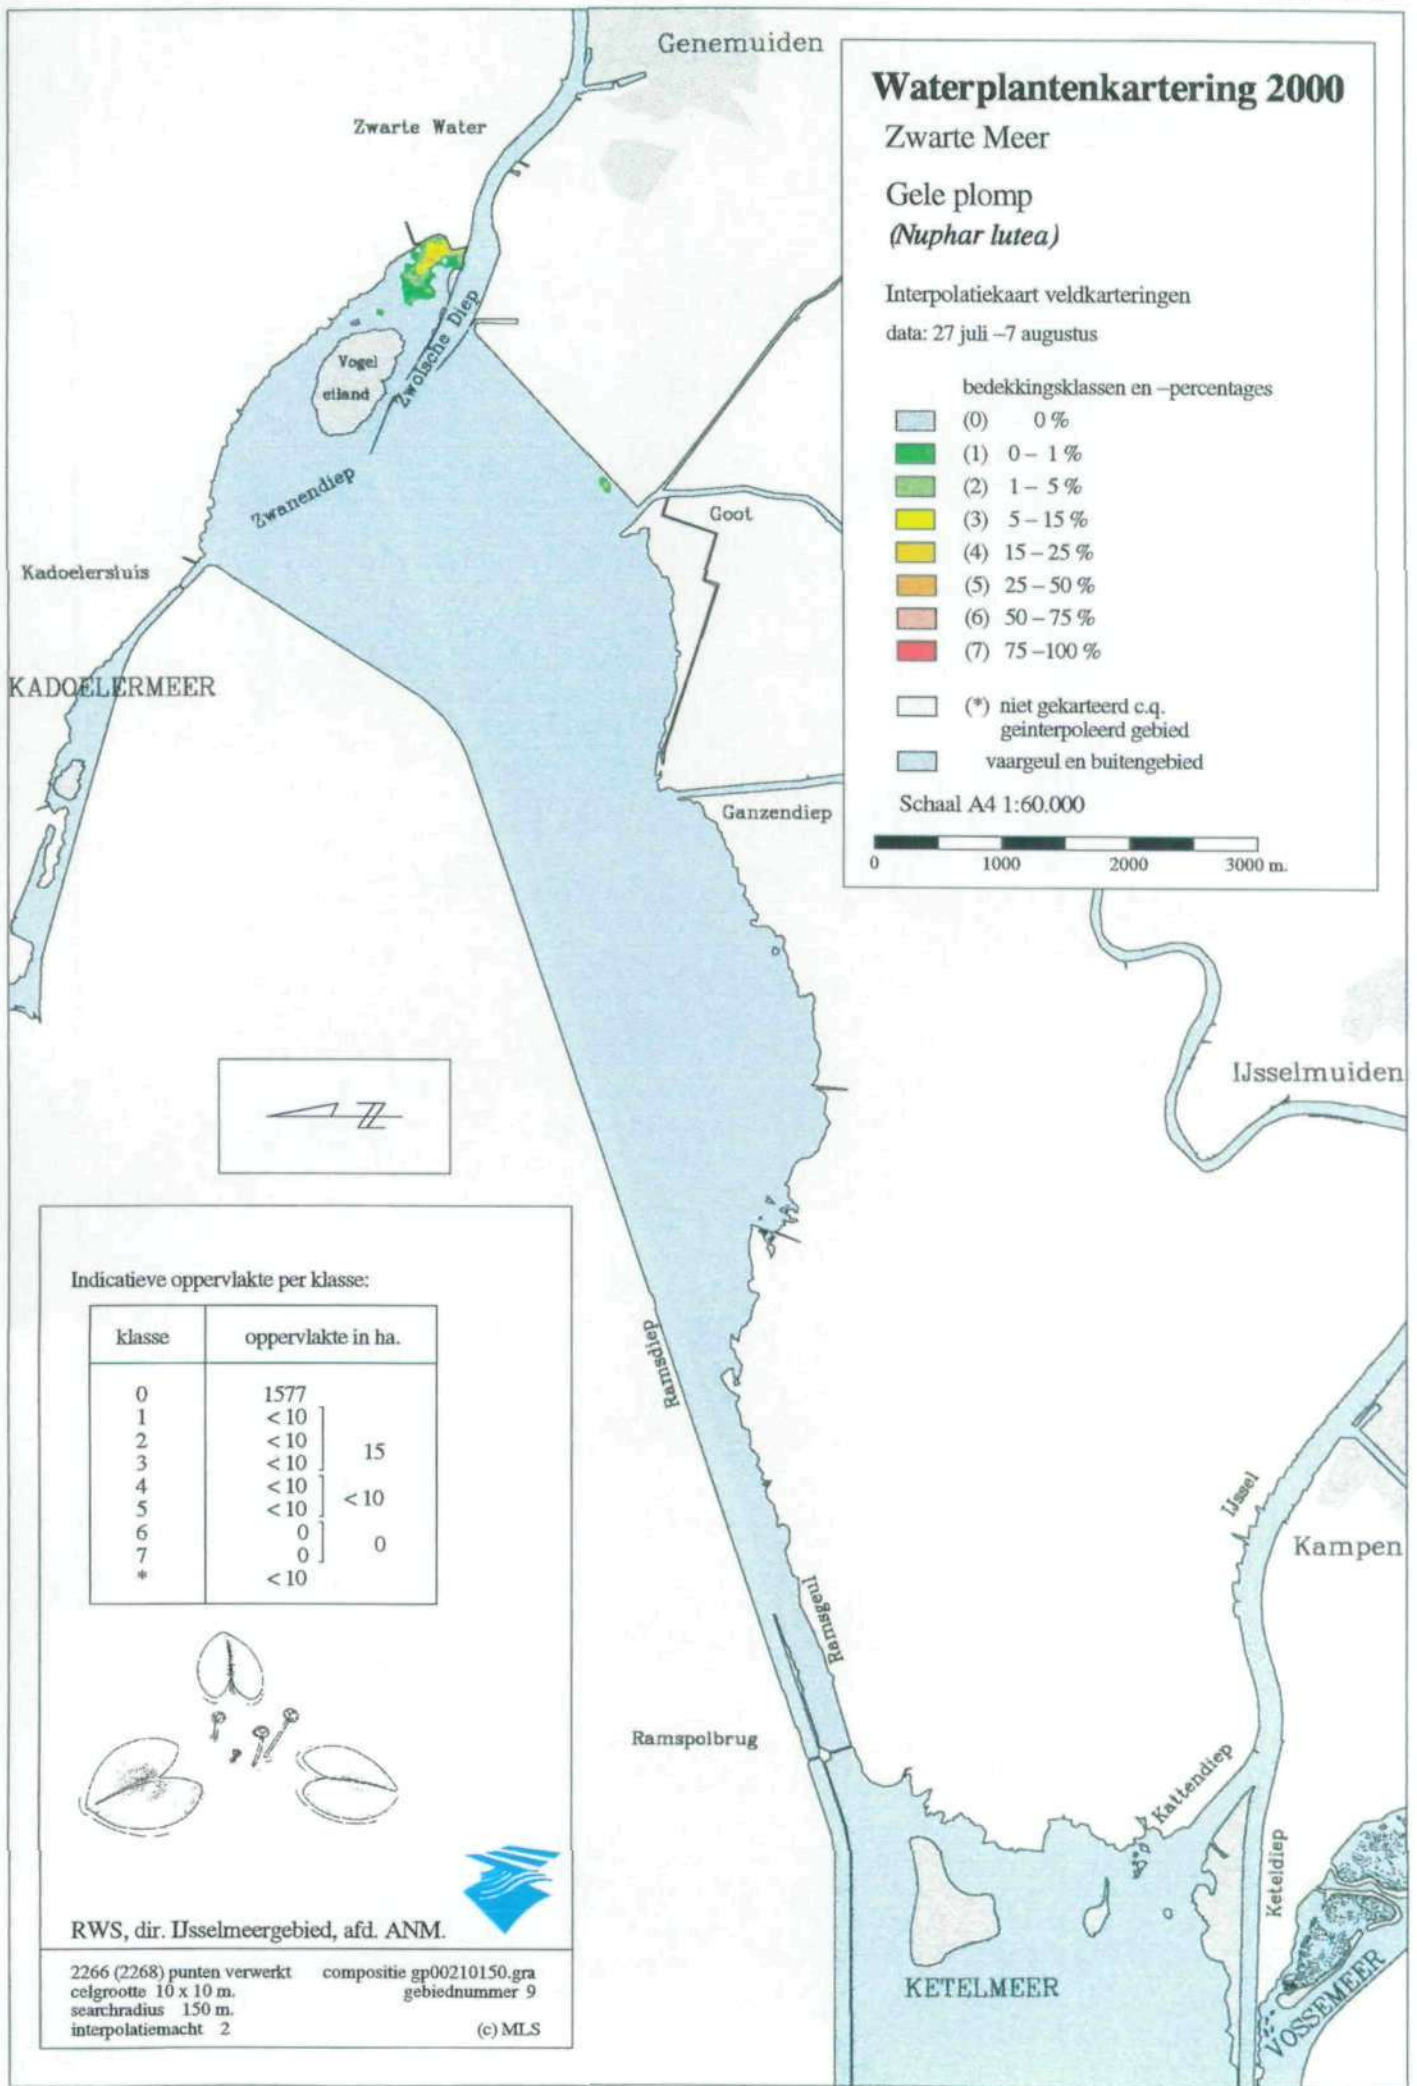 Genemuiden
Zwarte Water
Waterplantenkartering 2000
Zwarte Meer
Gele plomp
(Nuphar lutea)
Interpolatiekaart veldkarteringen
data: 27 juli –7 augustus
bedekkingsklassen en –percentages
(0) 0 %
(1) 0 – 1 %
(2) 1 – 5 %
(3) 5 – 15 %
(4) 15 – 25 %
(5) 25 – 50 %
(6) 50 – 75 %
(7) 75 –100 %
(*) niet gekarteerd c.q.
geinterpoleerd gebied
vaargeul en buitengebied
Schaal A4 1:60.000
0 1000 2000 3000 m.
Zwolsche Diep
Vogel
eiland
Zwanendiep
Goot
Kadoelersluis
KADOELERMEER
Ganzendiep
IJsselmuiden
Z
Ramsdiep
IJssel
Kampen
Ramsgeul
Ramspolbrug
Kattendiep
Keteldiep
KETELMEER
VOSSEMEER
Indicatieve oppervlakte per klasse:
klasse oppervlakte in ha.
0 1577
1 < 10
2 < 10 15
3 < 10
4 < 10
5 < 10 < 10
6 0
7 0 0
* < 10
RWS, dir. IJsselmeergebied, afd. ANM.
2266 (2268) punten verwerkt compositie gp00210150.gra
celgrootte 10 x 10 m. gebiednummer 9
searchradius 150 m.
interpolatiemacht 2 (c) MLS